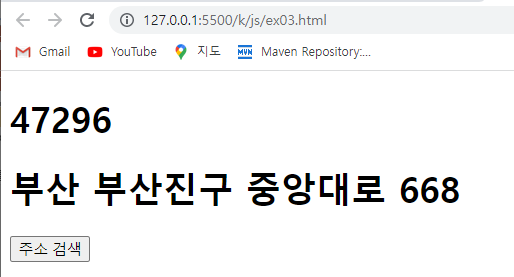 127.0.0.1:5500/k/js/ex03.html
Gmail YouTube 지도 MVN Maven Repository:...
47296
부산 부산진구 중앙대로 668
주소 검색